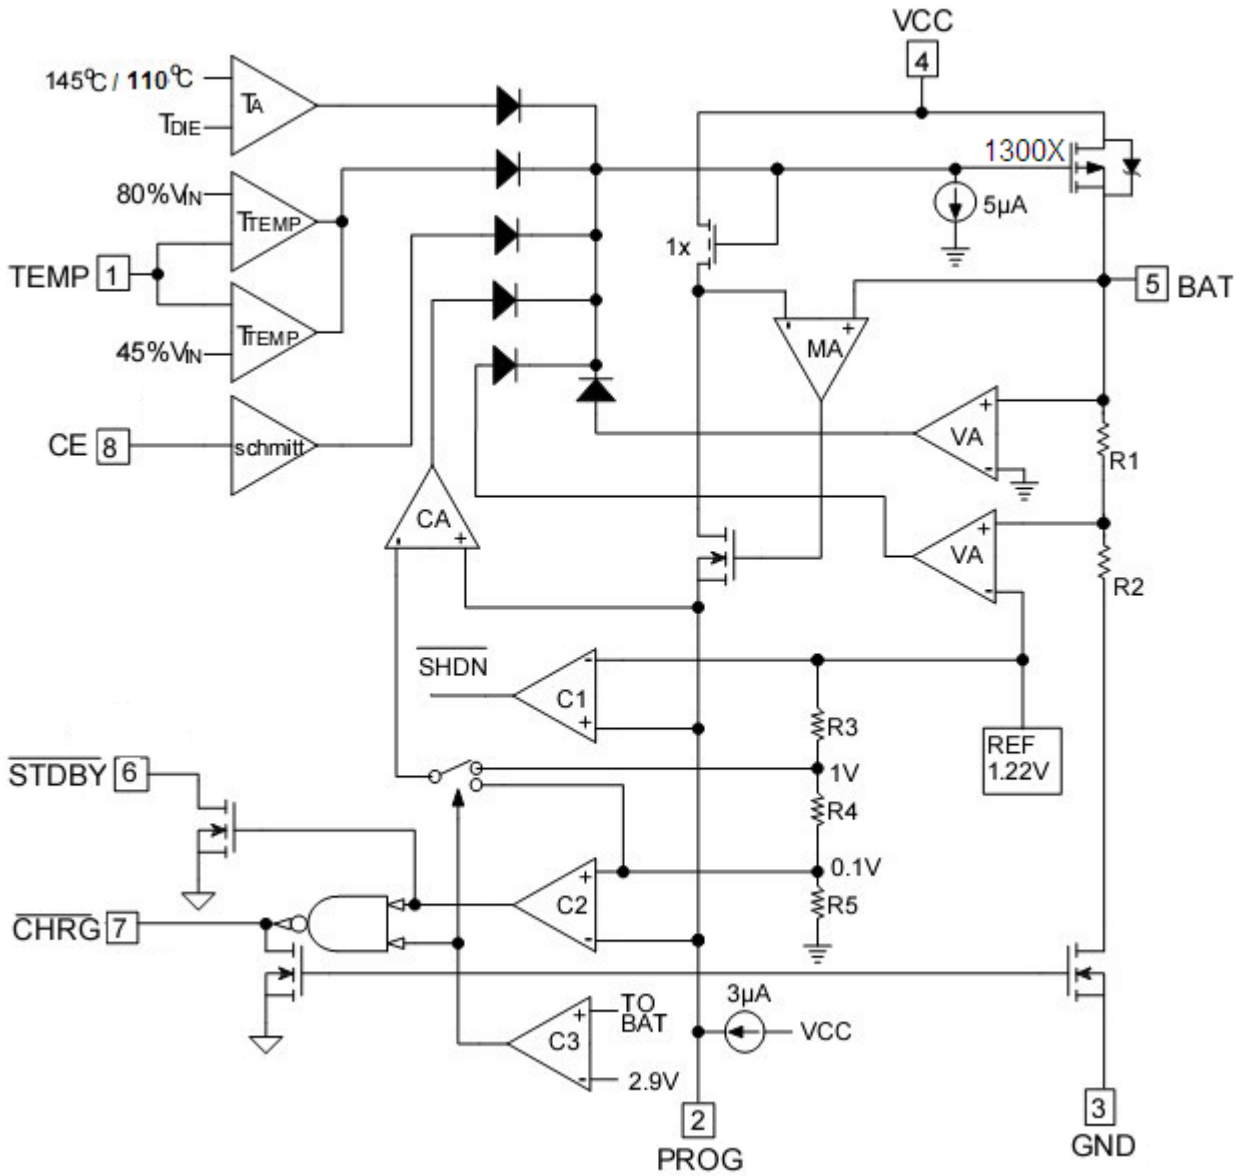 VCC
4
145°C / 110°C
TA
TDIE
1300X
80%VIN
TTEMP
5µA
1x
TEMP 1
5 BAT
TTEMP
45%VIN
- +
MA
CE 8
schmitt
+
VA
-
R1
CA
- +
+
VA
-
R2
SHDN
-
C1
+
R3
REF
1.22V
STDBY 6
1V
R4
0.1V
+
C2
-
R5
CHRG 7
3µA
VCC
+
C3
-
TO
BAT
2.9V
2
PROG
3
GND